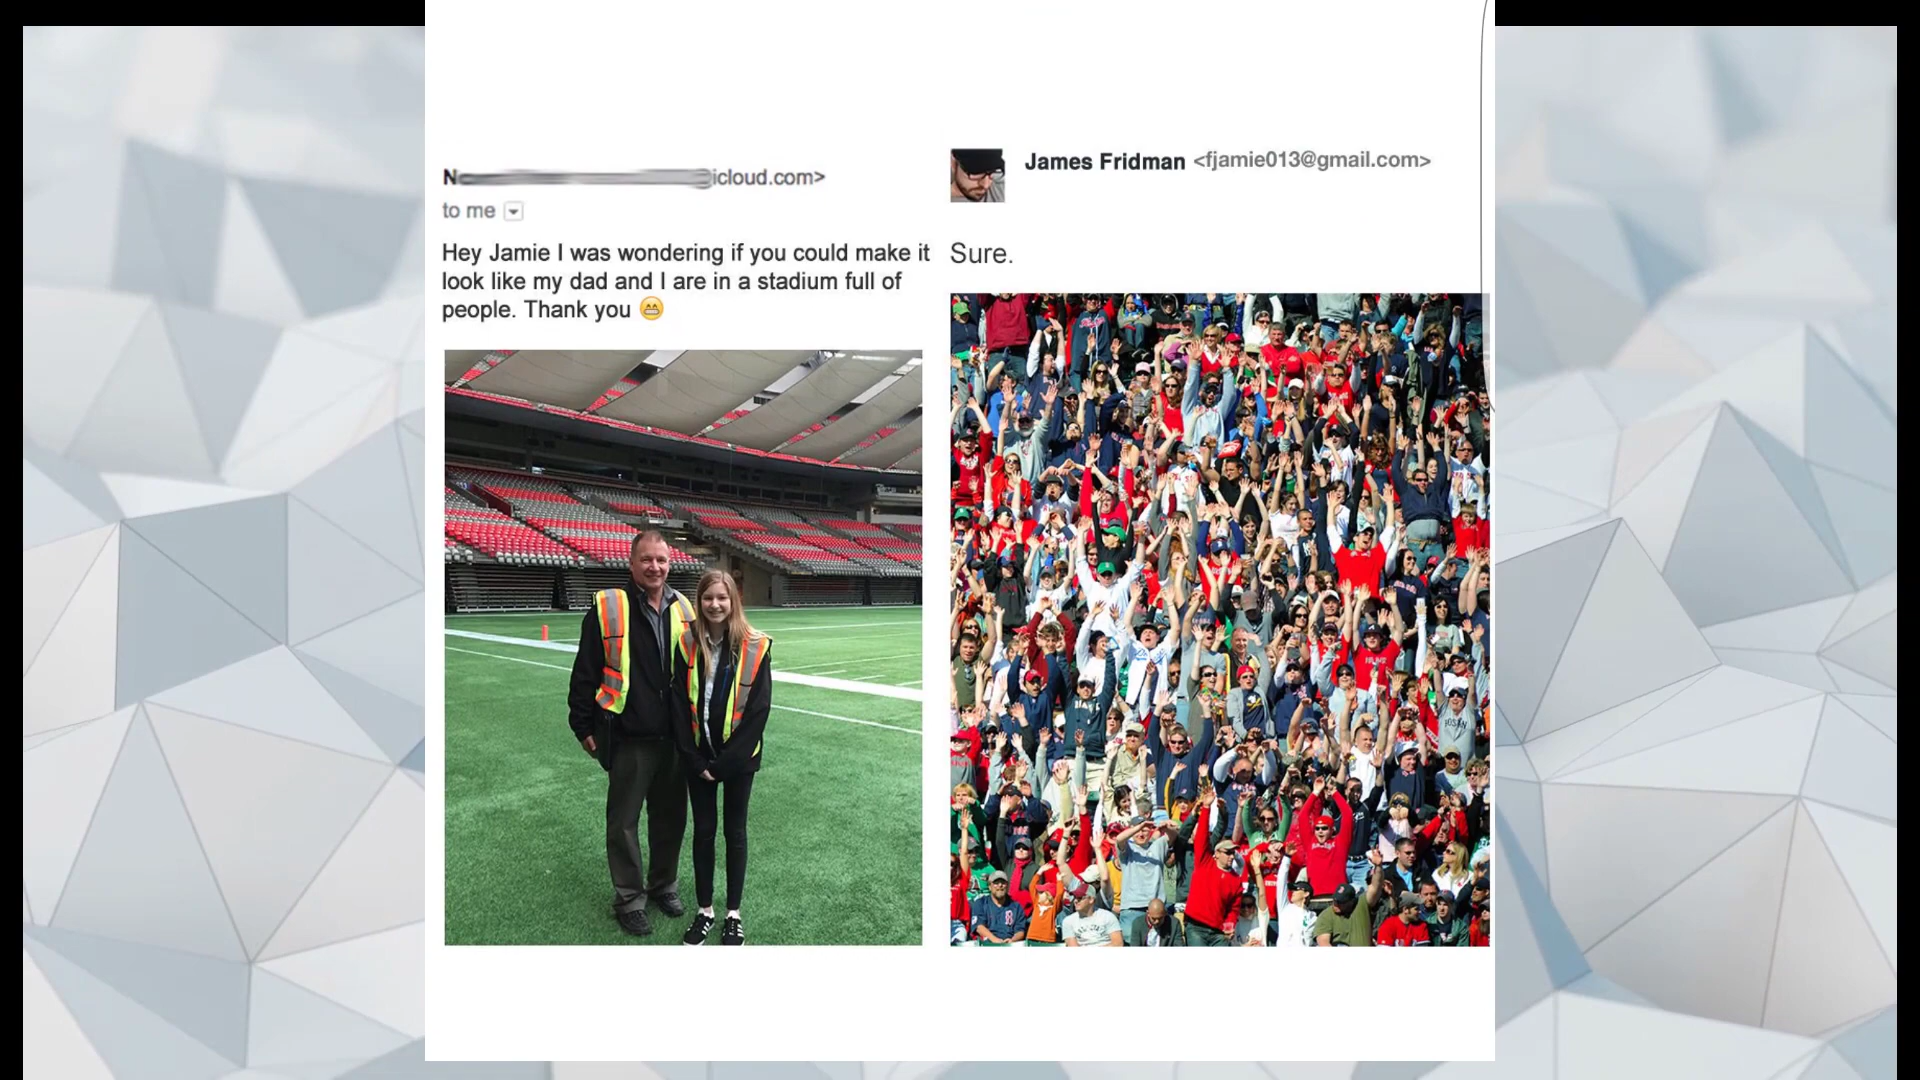 N
icloud.com>
to me
Hey Jamie I was wondering if you could make it
look like my dad and I are in a stadium full of
people. Thank you 😁
James Fridman <fjamie013@gmail.com>
Sure.